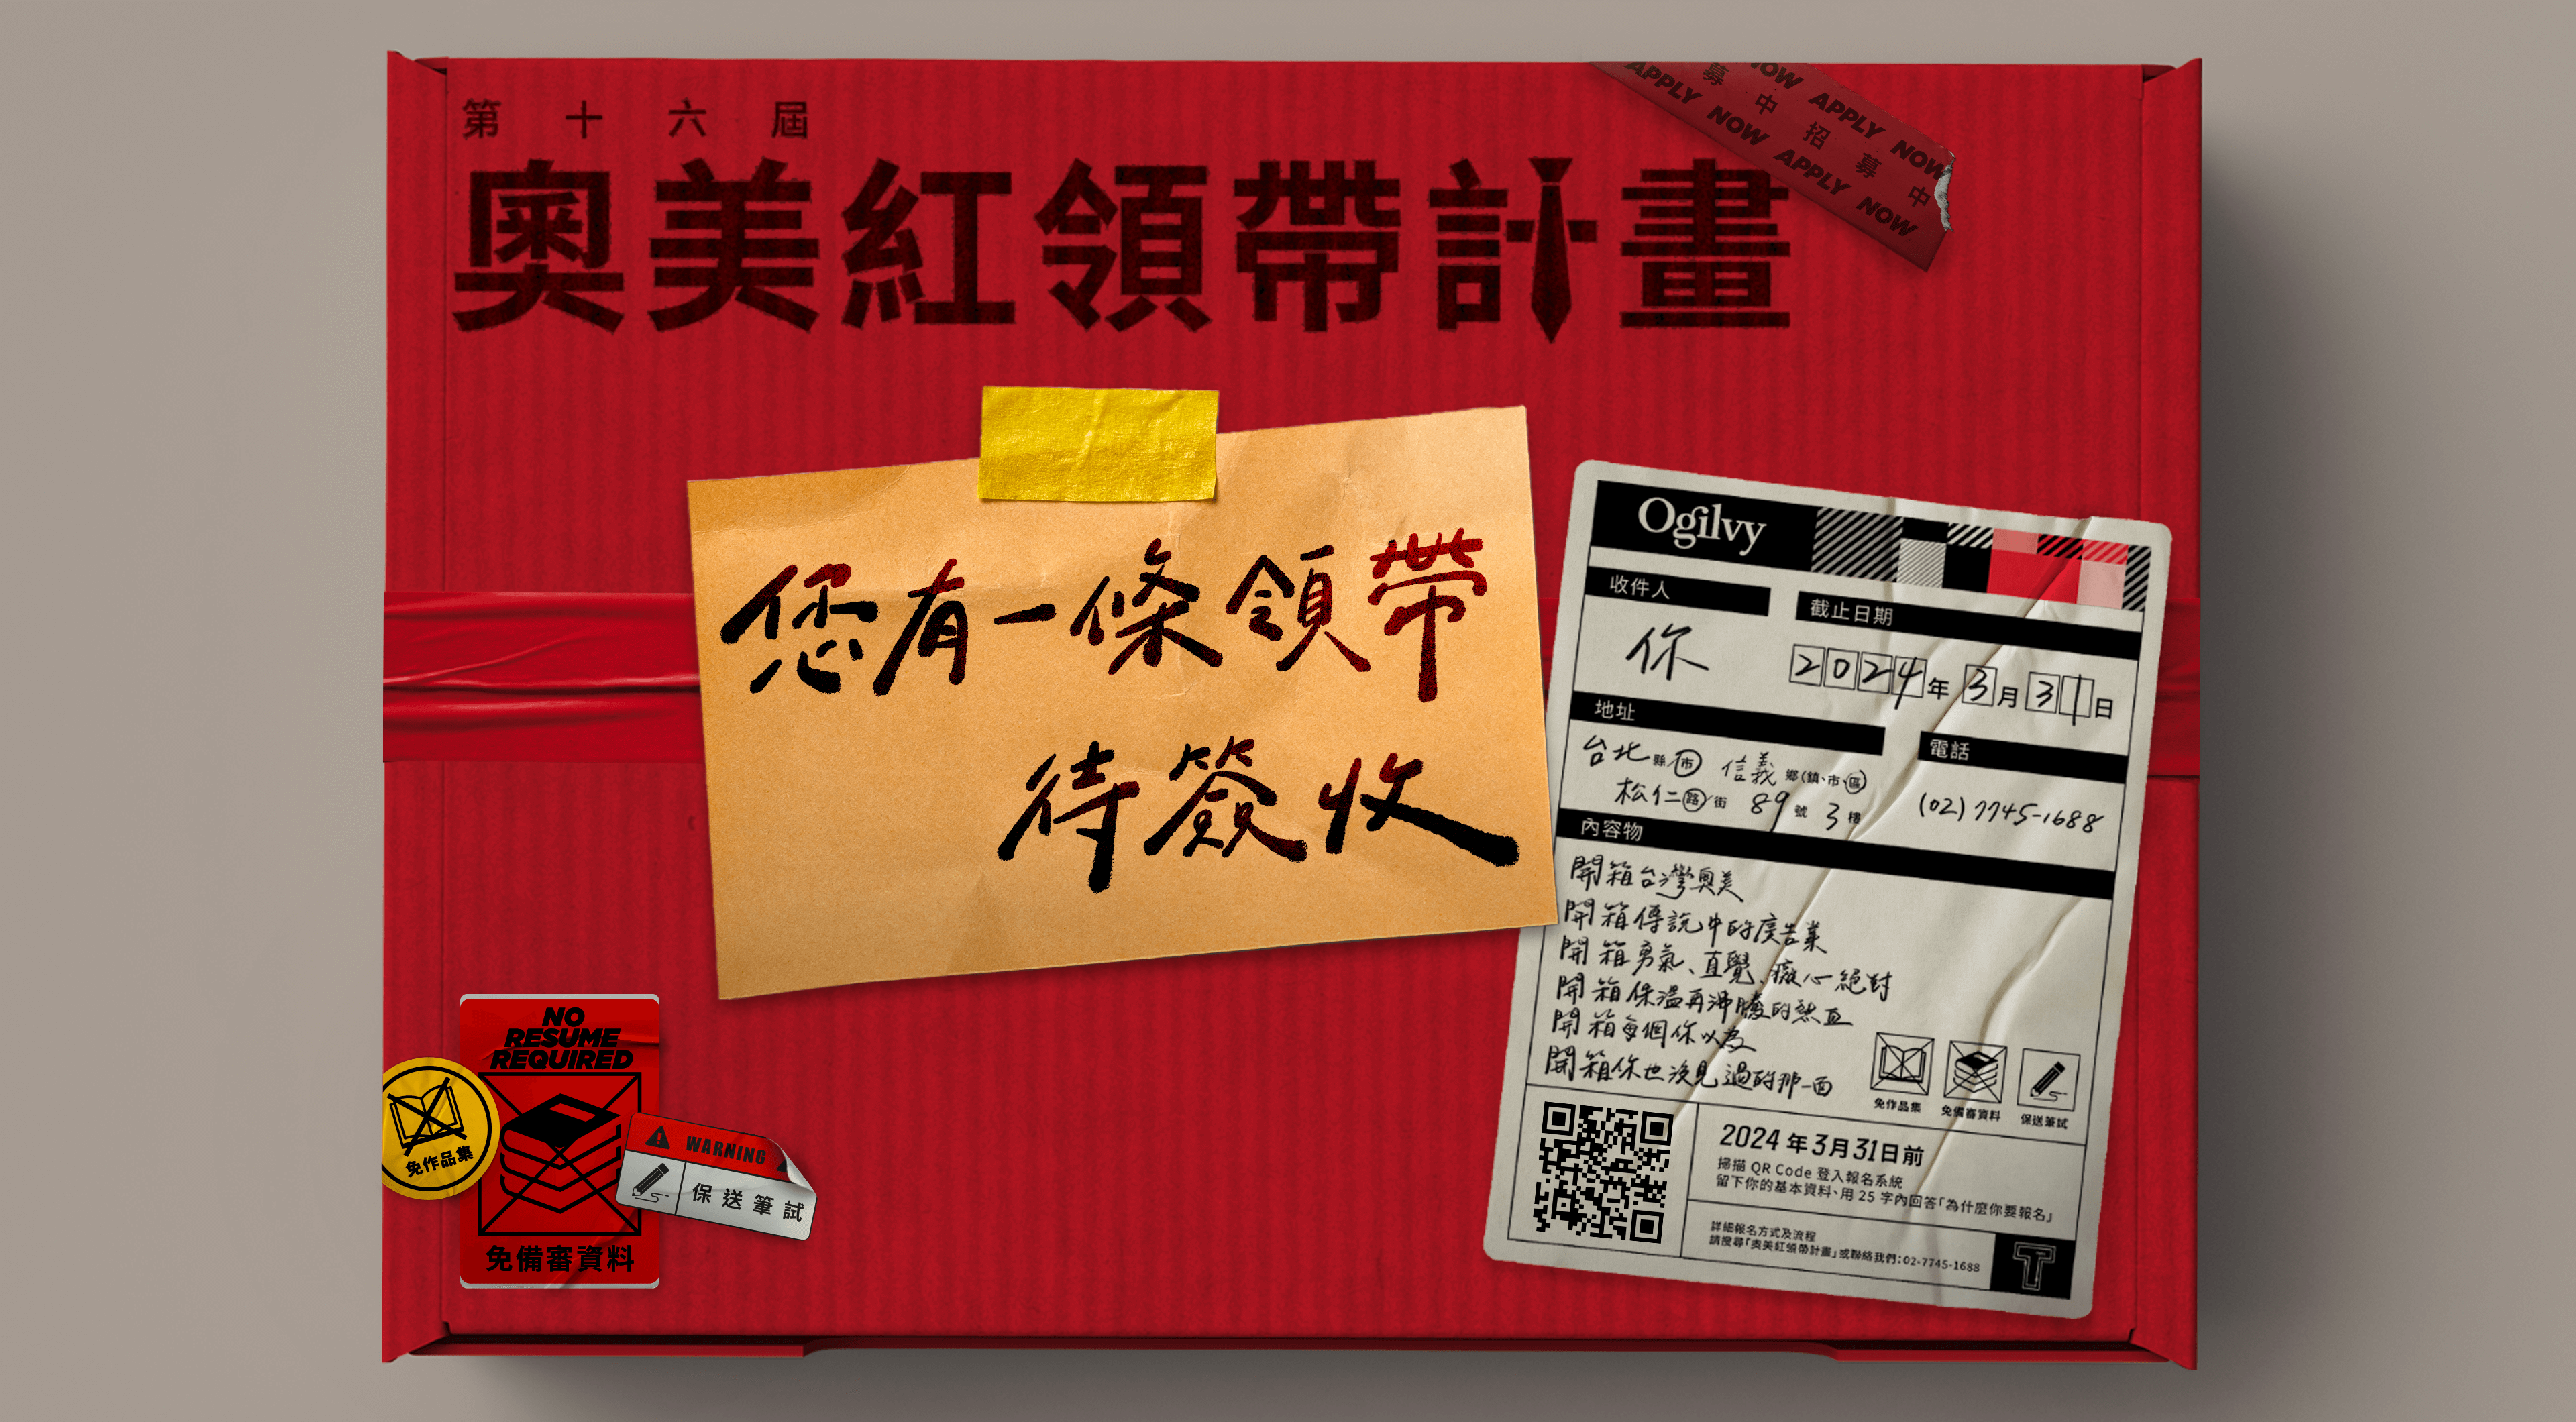 第十六屆
奧美紅領帶計畫
NOW APPLY NOW
募中招募中
APPLY NOW APPLY NOW
您有一條領帶
待簽收
Ogilvy
收件人
截止日期
你
2024年3月31日
地址
電話
台北縣市 信義鄉(鎮、市、區)
松仁路街 89號 3樓
(02) 7745-1688
內容物
開箱台灣奧美
開箱傳說中的廣告業
開箱勇氣、直覺、癡心絕對
開箱保溫再沸騰的熱血
開箱每個你以為
開箱你也沒見過的那一面
免作品集
免備審資料
保送筆試
2024年3月31日前
掃描 QR Code 登入報名系統
留下你的基本資料、用 25 字內回答「為什麼你要報名」
詳細報名方式及流程
請搜尋「奧美紅領帶計畫」或聯絡我們:02-7745-1688
T
NO
RESUME
REQUIRED
免作品集
WARNING
保送筆試
免備審資料